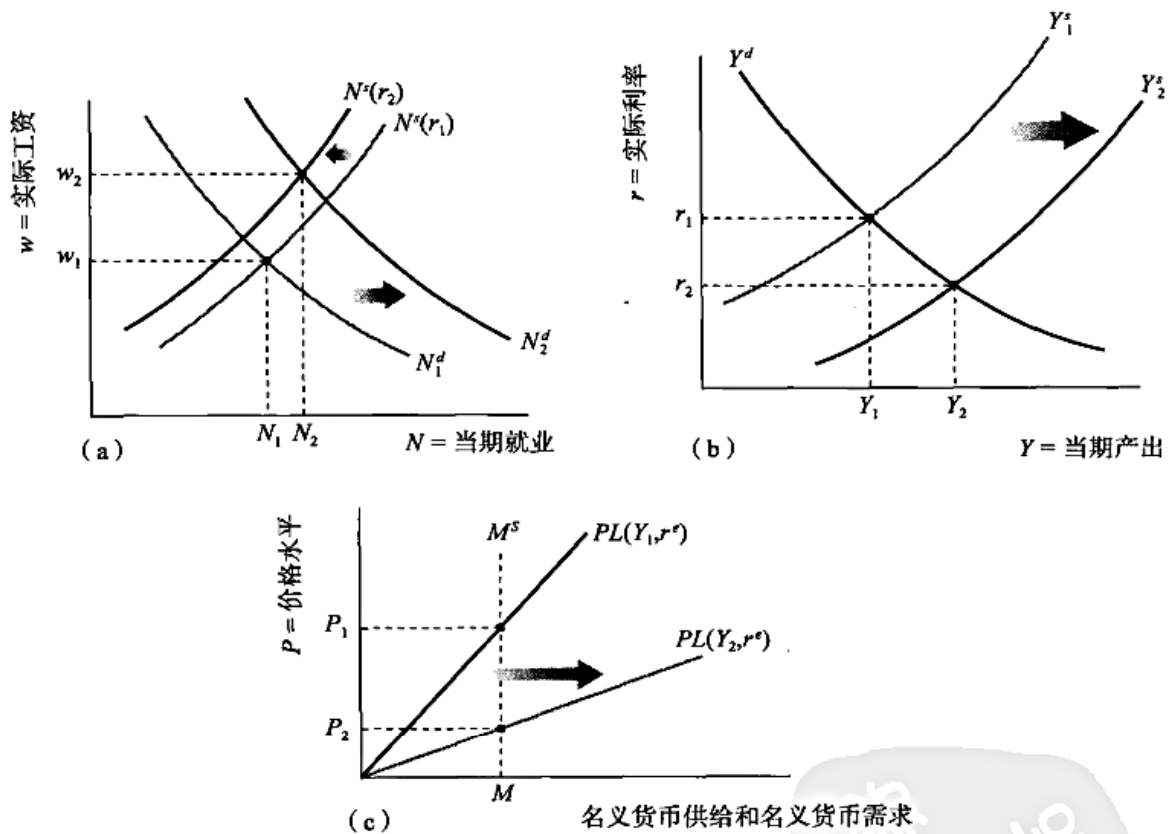 w = 实际工资
N^s(r_2)
N^s(r_1)
w_2
w_1
N_1^d
N_2^d
N_1 N_2
N = 当期就业
(a)
r = 实际利率
Y^d
Y_1^s
Y_2^s
r_1
r_2
Y_1 Y_2
(b)
Y = 当期产出
P = 价格水平
M^S
PL(Y_1,r^e)
P_1
PL(Y_2,r^e)
P_2
M
(c)
名义货币供给和名义货币需求